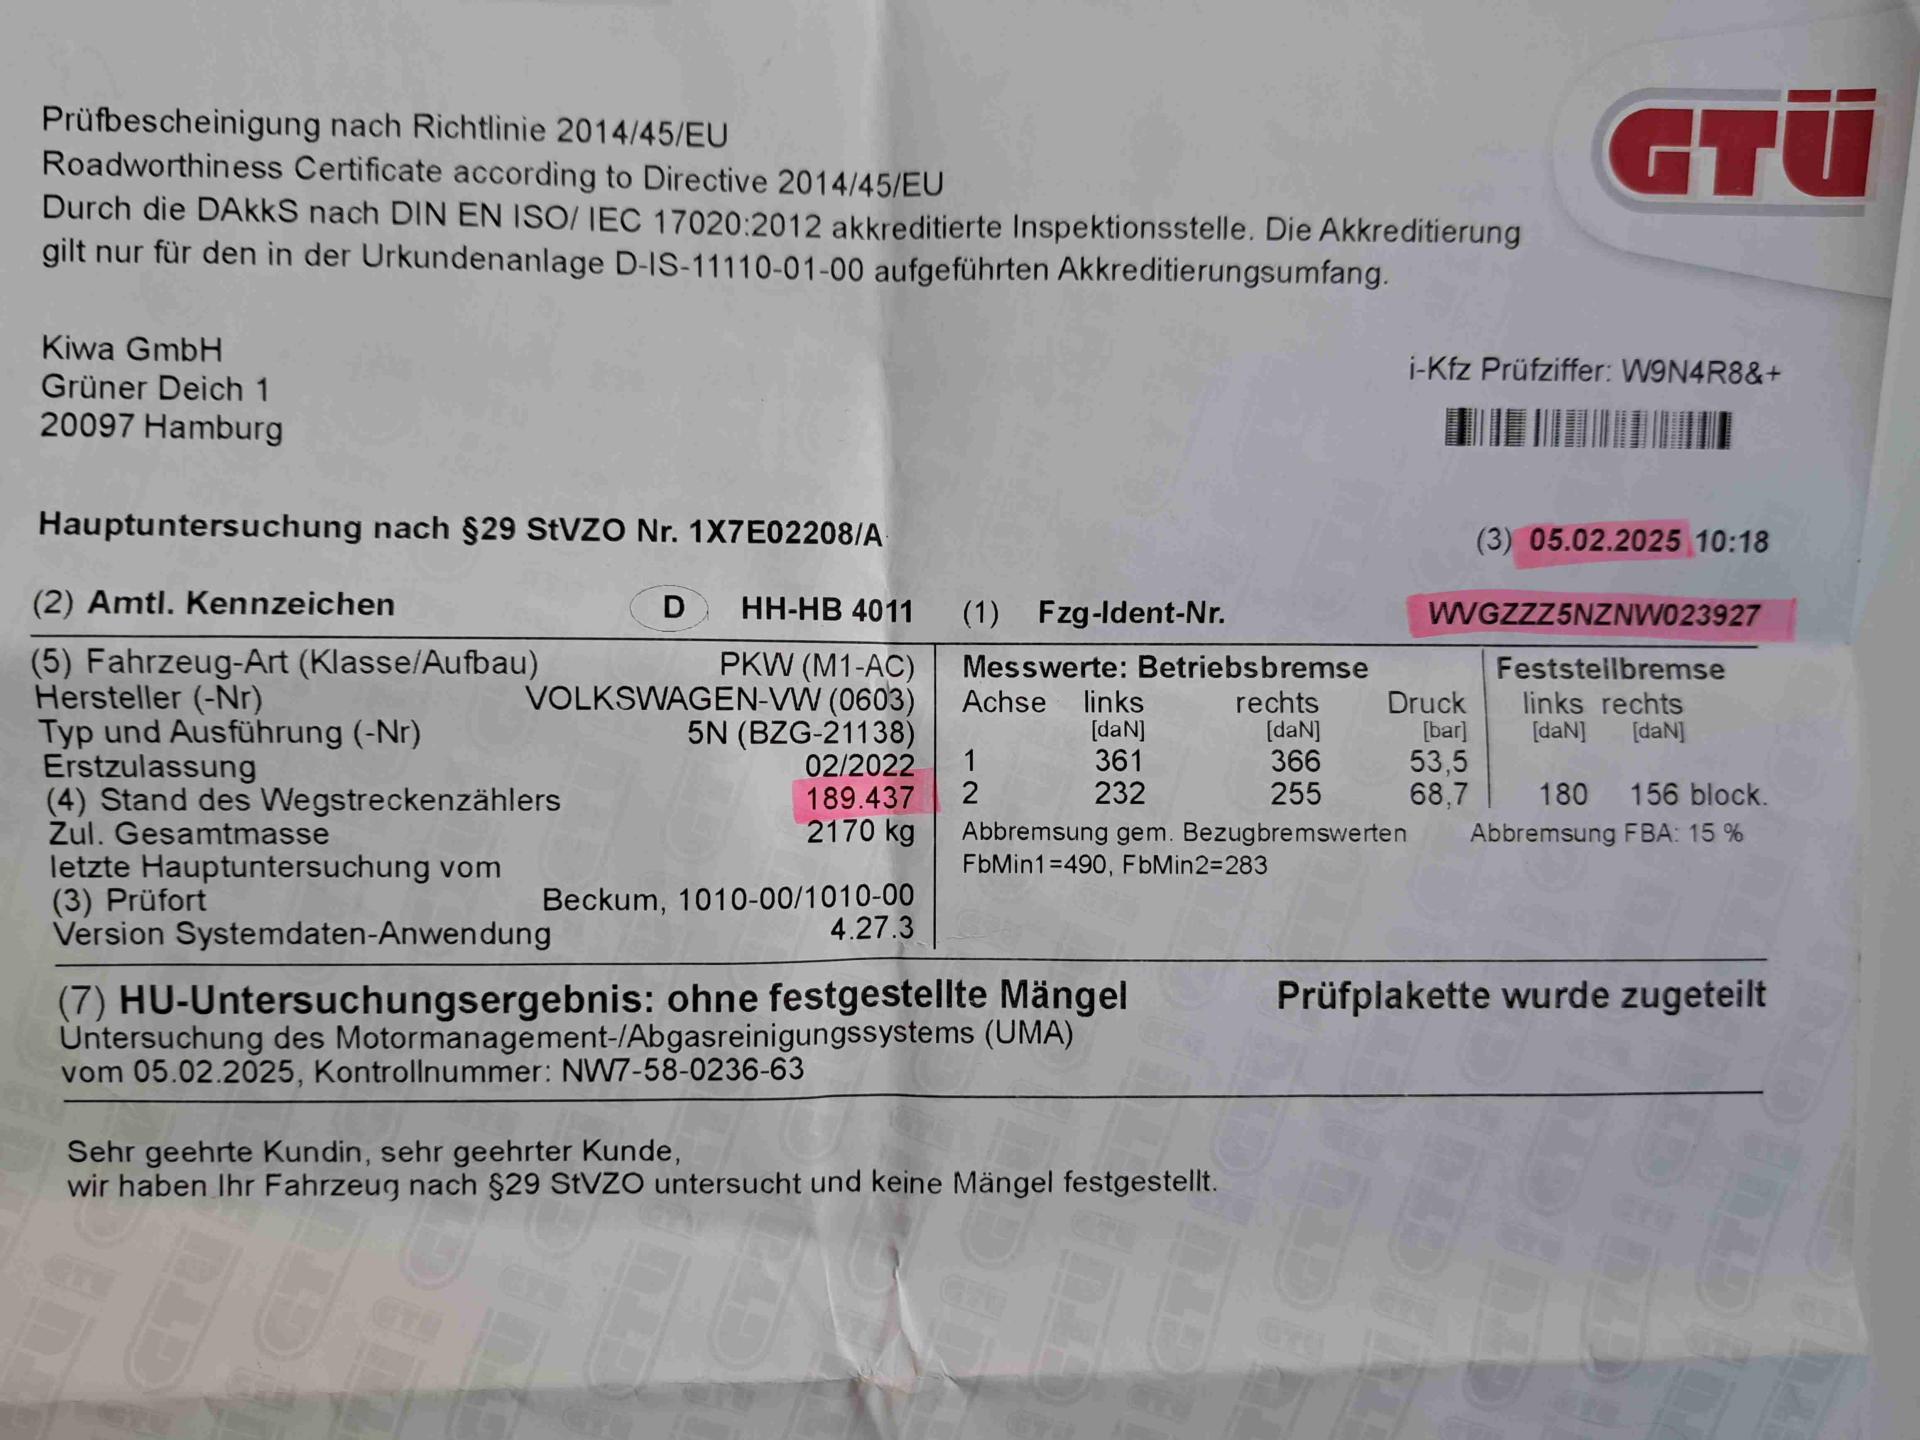 GTÜ
Prüfbescheinigung nach Richtlinie 2014/45/EU
Roadworthiness Certificate according to Directive 2014/45/EU
Durch die DAkkS nach DIN EN ISO/ IEC 17020:2012 akkreditierte Inspektionsstelle. Die Akkreditierung
gilt nur für den in der Urkundenanlage D-IS-11110-01-00 aufgeführten Akkreditierungsumfang.
Kiwa GmbH
Grüner Deich 1
20097 Hamburg
i-Kfz Prüfziffer: W9N4R8&+
Hauptuntersuchung nach §29 StVZO Nr. 1X7E02208/A (3) 05.02.2025 10:18
(2) Amtl. Kennzeichen D HH-HB 4011 (1) Fzg-Ident-Nr. WVGZZZ5NZNW023927
(5) Fahrzeug-Art (Klasse/Aufbau) PKW (M1-AC)
Hersteller (-Nr) VOLKSWAGEN-VW (0603)
Typ und Ausführung (-Nr) 5N (BZG-21138)
Erstzulassung 02/2022
(4) Stand des Wegstreckenzählers 189.437
Zul. Gesamtmasse 2170 kg
letzte Hauptuntersuchung vom
(3) Prüfort Beckum, 1010-00/1010-00
Version Systemdaten-Anwendung 4.27.3
Messwerte: Betriebsbremse Feststellbremse
Achse links rechts Druck links rechts
[daN] [daN] [bar] [daN] [daN]
1 361 366 53,5
2 232 255 68,7 180 156 block.
Abbremsung gem. Bezugbremswerten Abbremsung FBA: 15 %
FbMin1=490, FbMin2=283
(7) HU-Untersuchungsergebnis: ohne festgestellte Mängel Prüfplakette wurde zugeteilt
Untersuchung des Motormanagement-/Abgasreinigungssystems (UMA)
vom 05.02.2025, Kontrollnummer: NW7-58-0236-63
Sehr geehrte Kundin, sehr geehrter Kunde,
wir haben Ihr Fahrzeug nach §29 StVZO untersucht und keine Mängel festgestellt.